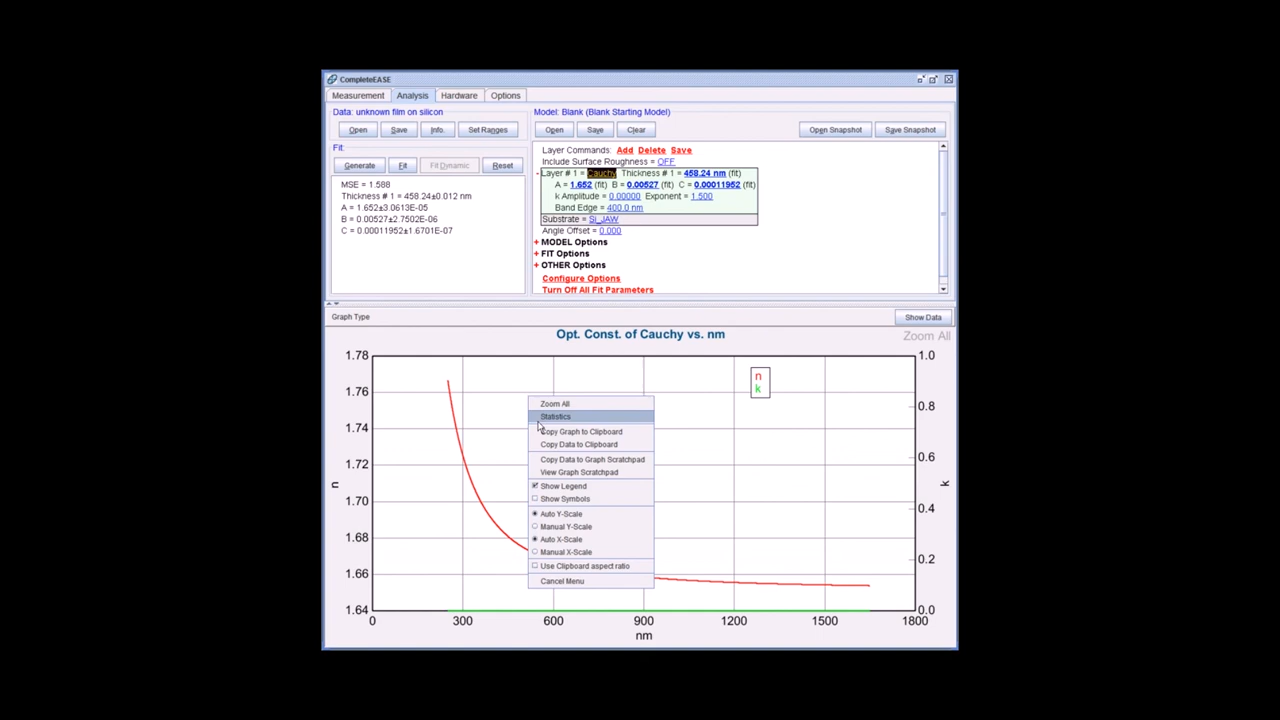 CompleteEASE
Measurement Analysis Hardware Options
Data: unknown film on silicon
Open Save Info. Set Ranges
Fit:
Generate Fit Fit Dynamic Reset
MSE = 1.588
Thickness # 1 = 458.24±0.012 nm
A = 1.652±3.0613E-05
B = 0.00527±2.7502E-06
C = 0.00011952±1.6701E-07
Model: Blank (Blank Starting Model)
Open Save Clear Open Snapshot Save Snapshot
Layer Commands: Add Delete Save
Include Surface Roughness = OFF
- Layer # 1 = Cauchy Thickness # 1 = 458.24 nm (fit)
A = 1.652 (fit) B = 0.00527 (fit) C = 0.00011952 (fit)
k Amplitude = 0.00000 Exponent = 1.500
Band Edge = 400.0 nm
Substrate = Si_JAW
Angle Offset = 0.000
+ MODEL Options
+ FIT Options
+ OTHER Options
Configure Options
Turn Off All Fit Parameters
Graph Type Show Data
Opt. Const. of Cauchy vs. nm
Zoom All
1.78
1.76
1.74
1.72
1.70
1.68
1.66
1.64
n
n
k
Zoom All
Statistics
Copy Graph to Clipboard
Copy Data to Clipboard
Copy Data to Graph Scratchpad
View Graph Scratchpad
Show Legend
Show Symbols
Auto Y-Scale
Manual Y-Scale
Auto X-Scale
Manual X-Scale
Use Clipboard aspect ratio
Cancel Menu
1.0
0.8
0.6
0.4
0.2
0.0
k
0 300 600 900 1200 1500 1800
nm